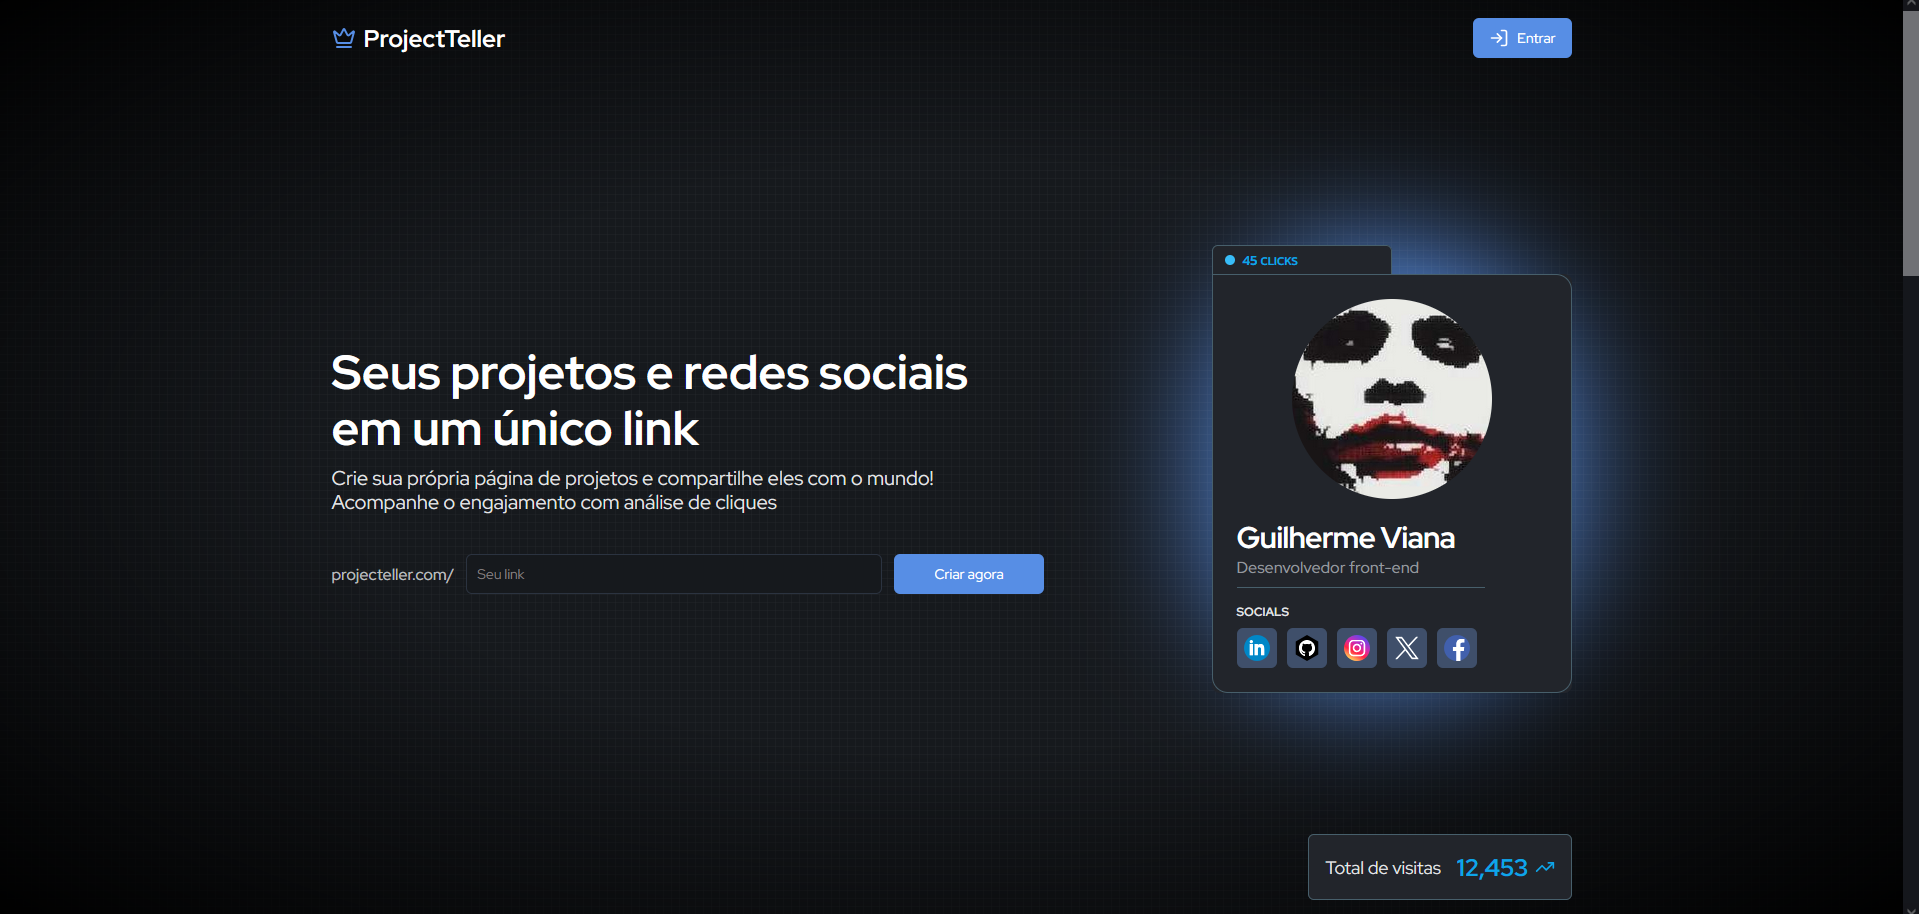 ProjectTeller
Entrar
45 CLICKS
Seus projetos e redes sociais
em um único link
Crie sua própria página de projetos e compartilhe eles com o mundo!
Acompanhe o engajamento com análise de cliques
projecteller.com/
Seu link
Criar agora
Guilherme Viana
Desenvolvedor front-end
SOCIALS
in
Total de visitas 12,453